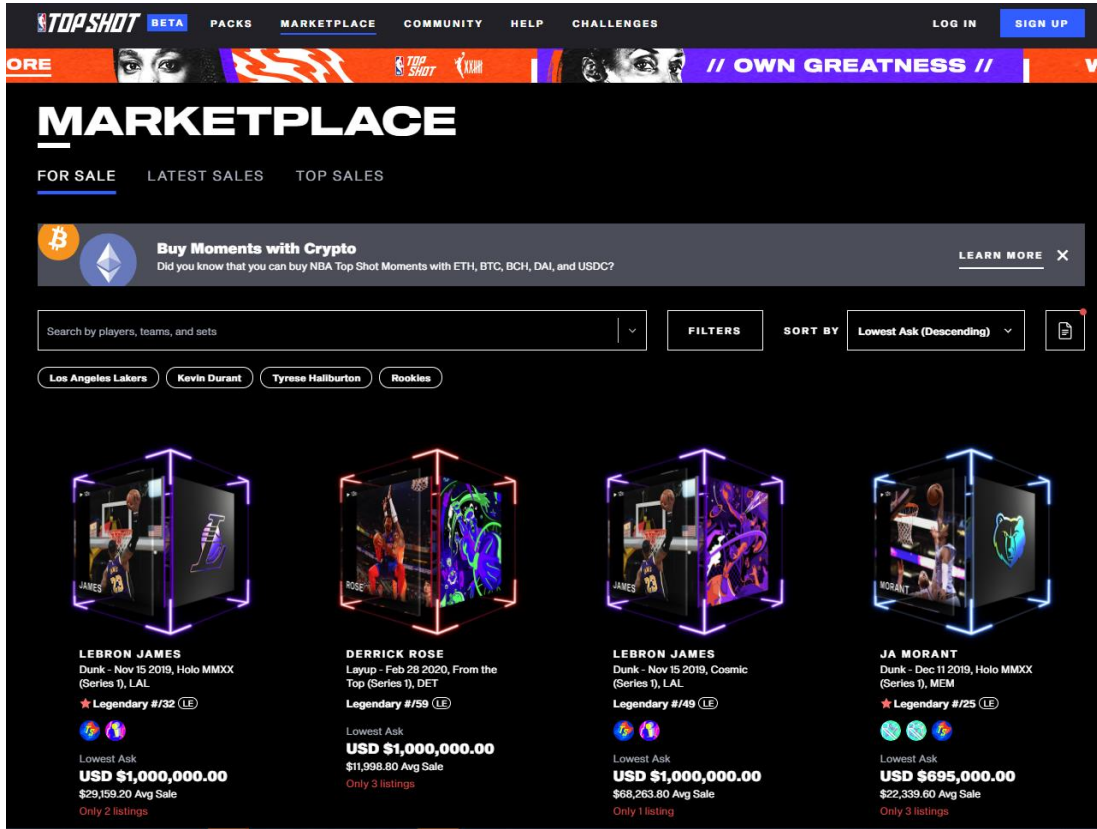 TOP SHOT BETA PACKS MARKETPLACE COMMUNITY HELP CHALLENGES LOG IN SIGN UP
ORE TOP SHOT // OWN GREATNESS //
MARKETPLACE
FOR SALE LATEST SALES TOP SALES
Buy Moments with Crypto
Did you know that you can buy NBA Top Shot Moments with ETH, BTC, BCH, DAI, and USDC?
LEARN MORE X
Search by players, teams, and sets
FILTERS SORT BY Lowest Ask (Descending)
Los Angeles Lakers Kevin Durant Tyrese Haliburton Rookies
JAMES
ROSE
JAMES
MORANT
LEBRON JAMES
Dunk - Nov 15 2019, Holo MMXX
(Series 1), LAL
Legendary #/32 LE
Lowest Ask
USD $1,000,000.00
$29,159.20 Avg Sale
Only 2 listings
DERRICK ROSE
Layup - Feb 28 2020, From the
Top (Series 1), DET
Legendary #/59 LE
Lowest Ask
USD $1,000,000.00
$11,998.80 Avg Sale
Only 3 listings
LEBRON JAMES
Dunk - Nov 15 2019, Cosmic
(Series 1), LAL
Legendary #/49 LE
Lowest Ask
USD $1,000,000.00
$68,263.80 Avg Sale
Only 1 listing
JA MORANT
Dunk - Dec 11 2019, Holo MMXX
(Series 1), MEM
Legendary #/25 LE
Lowest Ask
USD $695,000.00
$22,339.60 Avg Sale
Only 3 listings